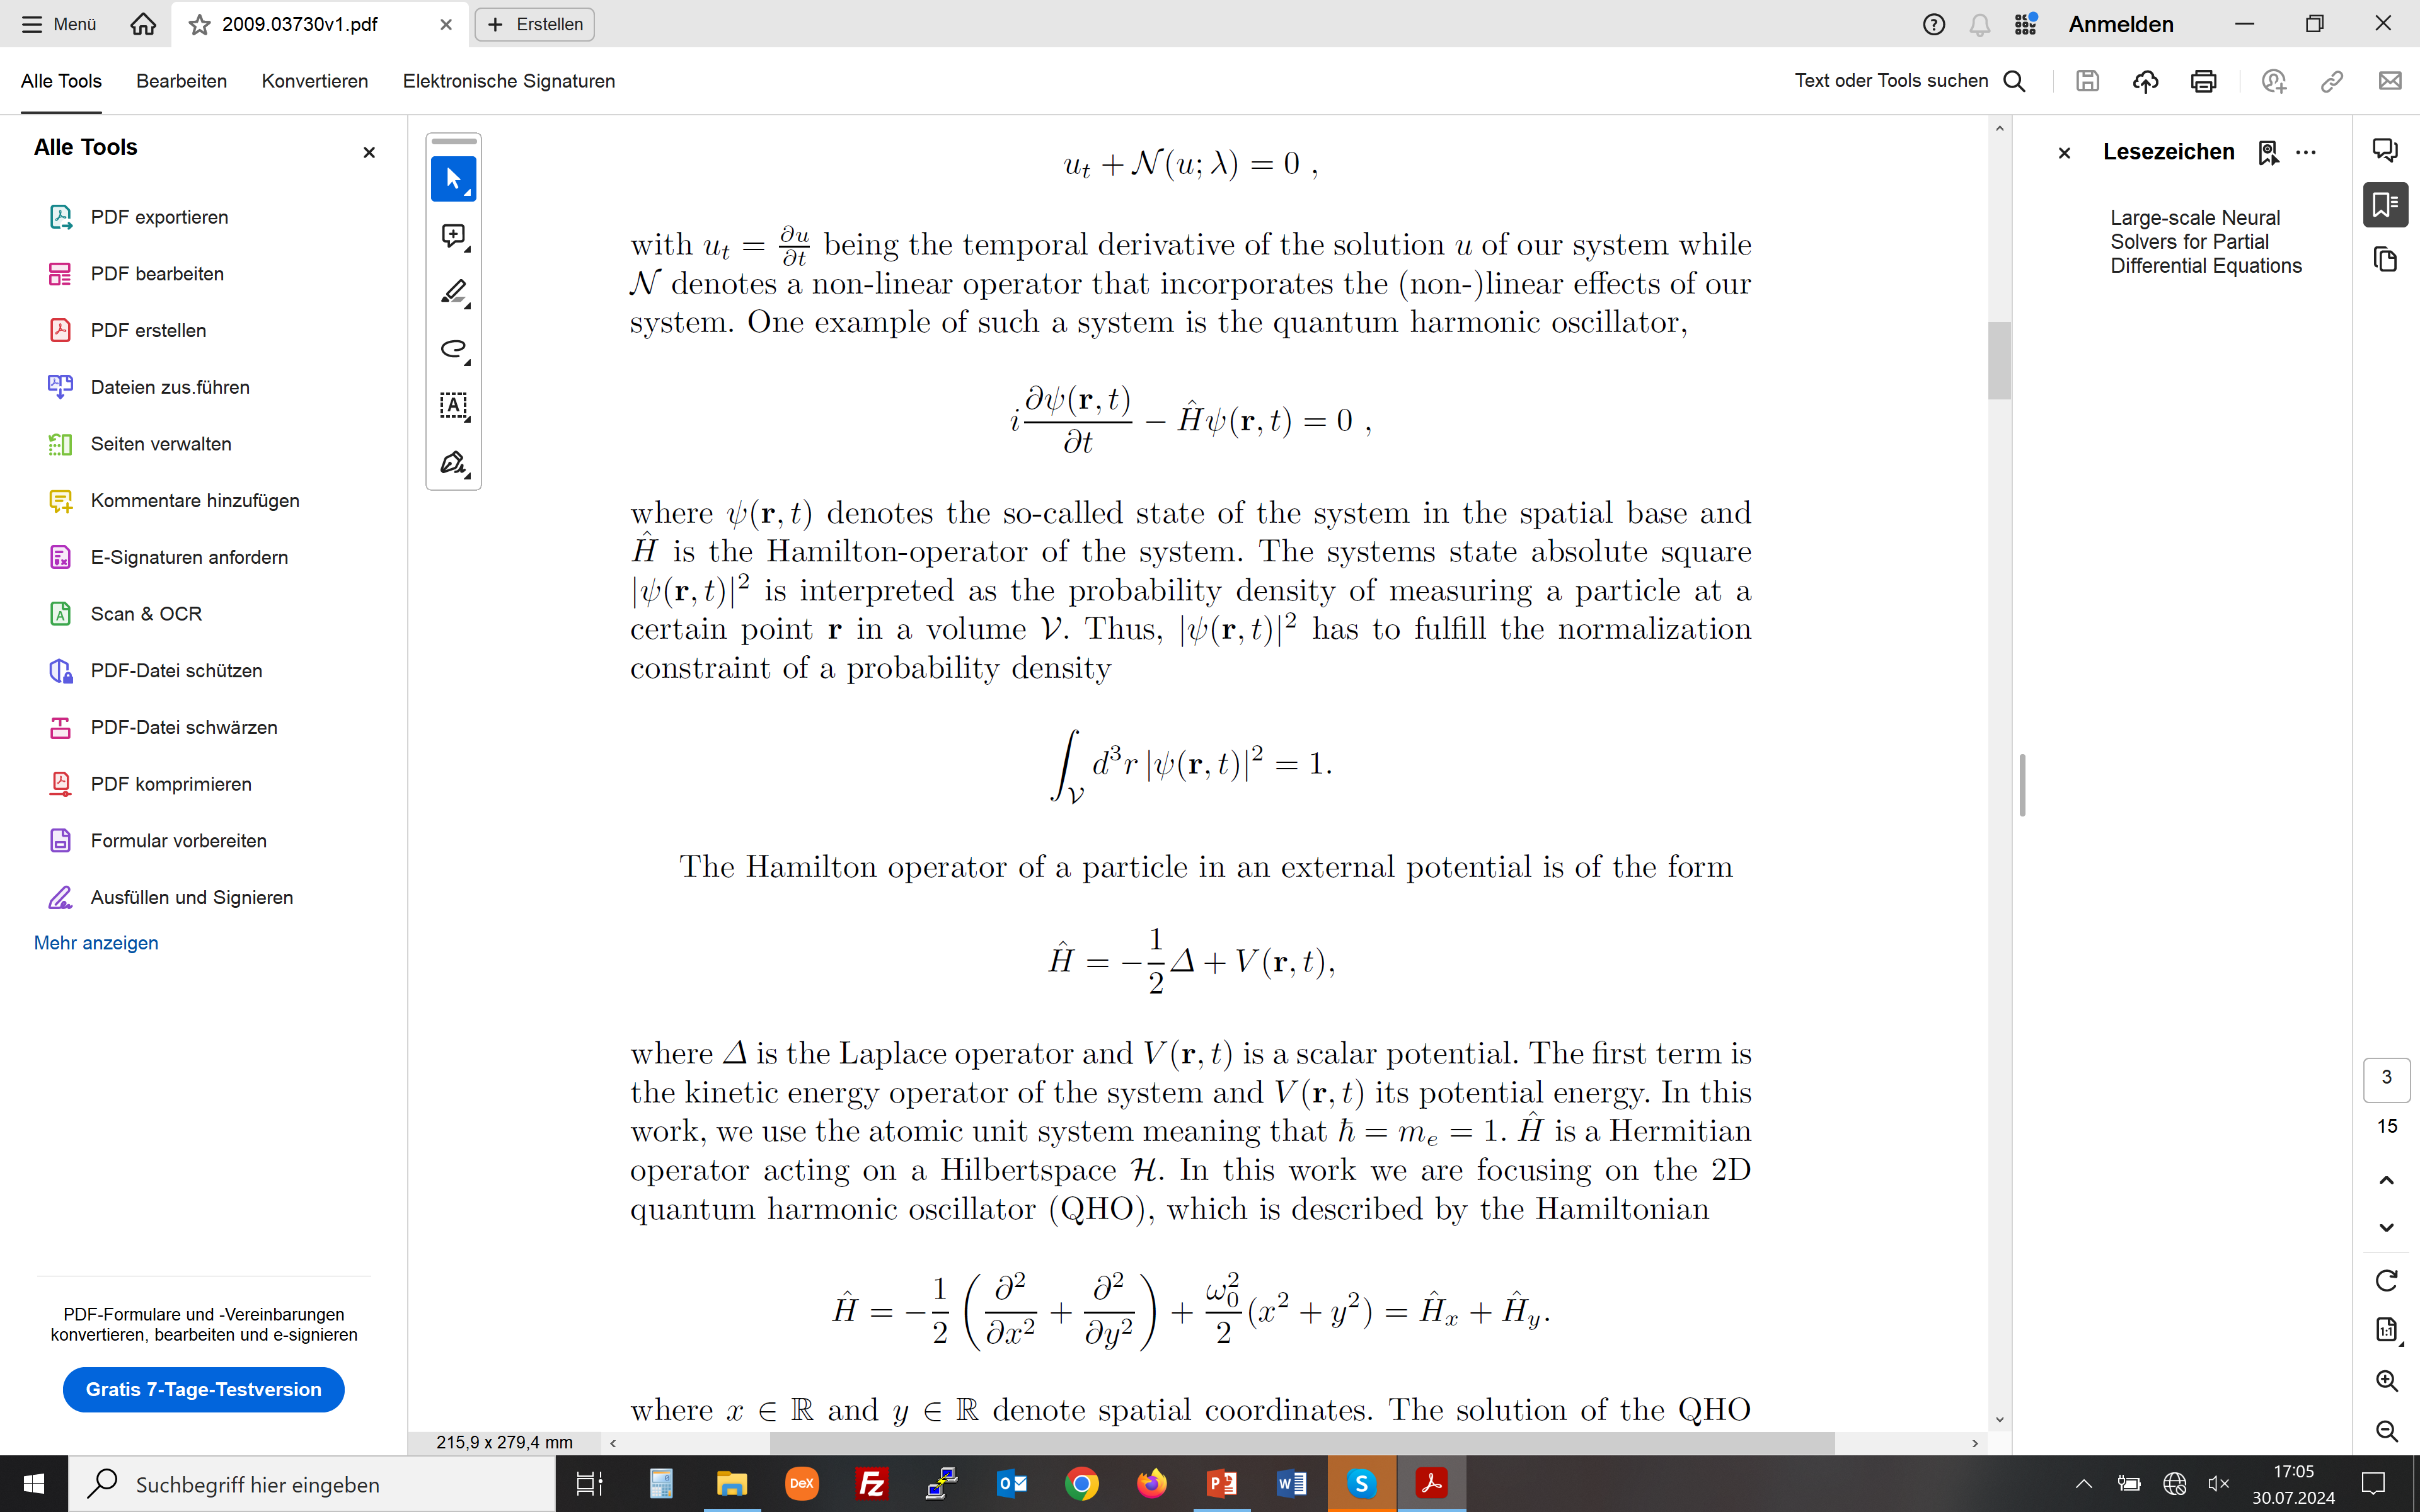 Menü
2009.03730v1.pdf
Erstellen
Anmelden
Alle Tools
Bearbeiten
Konvertieren
Elektronische Signaturen
Text oder Tools suchen
Alle Tools
PDF exportieren
PDF bearbeiten
PDF erstellen
Dateien zus.führen
Seiten verwalten
Kommentare hinzufügen
E-Signaturen anfordern
Scan & OCR
PDF-Datei schützen
PDF-Datei schwärzen
PDF komprimieren
Formular vorbereiten
Ausfüllen und Signieren
Mehr anzeigen
PDF-Formulare und -Vereinbarungen
konvertieren, bearbeiten und e-signieren
Gratis 7-Tage-Testversion
u_t + 𝒩(u; λ) = 0 ,
with u_t = ∂u/∂t being the temporal derivative of the solution u of our system while
𝒩 denotes a non-linear operator that incorporates the (non-)linear effects of our
system. One example of such a system is the quantum harmonic oscillator,
i ∂ψ(r, t)/∂t − Ĥψ(r, t) = 0 ,
where ψ(r, t) denotes the so-called state of the system in the spatial base and
Ĥ is the Hamilton-operator of the system. The systems state absolute square
|ψ(r, t)|² is interpreted as the probability density of measuring a particle at a
certain point r in a volume 𝒱. Thus, |ψ(r, t)|² has to fulfill the normalization
constraint of a probability density
∫_𝒱 d³r |ψ(r, t)|² = 1.
The Hamilton operator of a particle in an external potential is of the form
Ĥ = −1/2 Δ + V(r, t),
where Δ is the Laplace operator and V(r, t) is a scalar potential. The first term is
the kinetic energy operator of the system and V(r, t) its potential energy. In this
work, we use the atomic unit system meaning that ħ = m_e = 1. Ĥ is a Hermitian
operator acting on a Hilbertspace ℋ. In this work we are focusing on the 2D
quantum harmonic oscillator (QHO), which is described by the Hamiltonian
Ĥ = −1/2 (∂²/∂x² + ∂²/∂y²) + ω₀²/2 (x² + y²) = Ĥ_x + Ĥ_y.
where x ∈ ℝ and y ∈ ℝ denote spatial coordinates. The solution of the QHO
215,9 x 279,4 mm
Lesezeichen
Large-scale Neural
Solvers for Partial
Differential Equations
3
15
1:1
Suchbegriff hier eingeben
DeX
17:05
30.07.2024